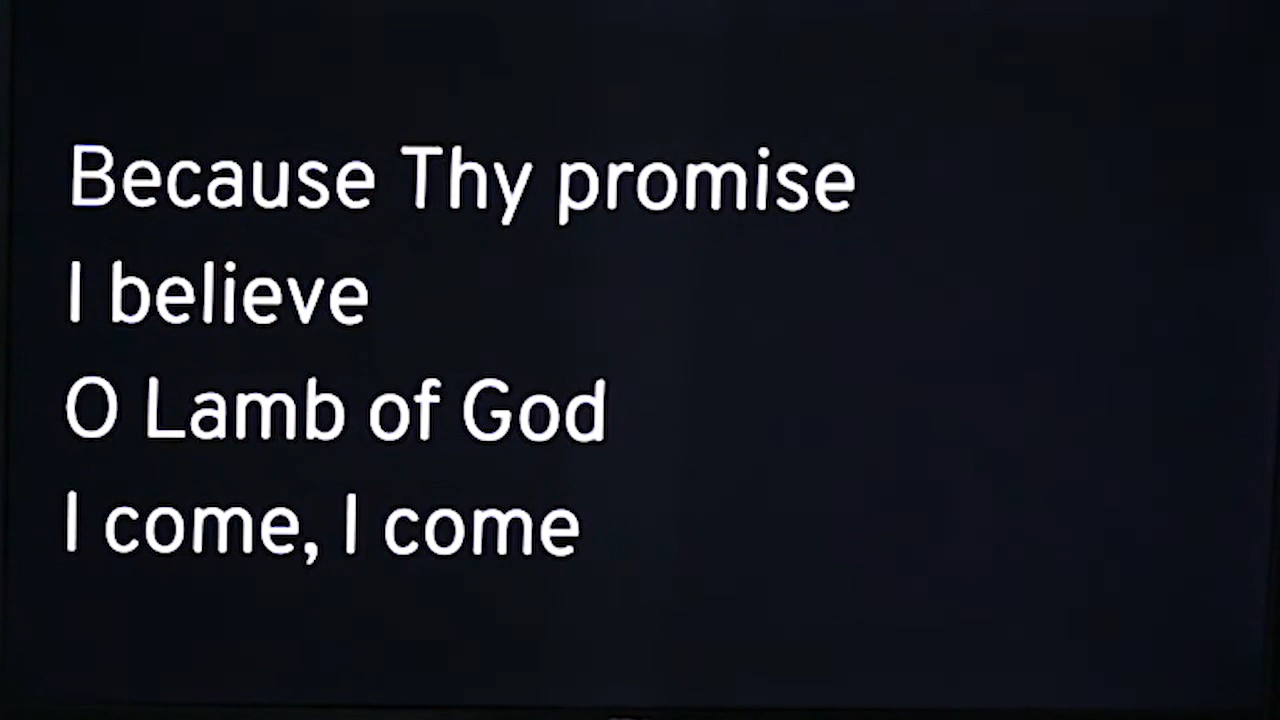 Because Thy promise
I believe
O Lamb of God
I come, I come